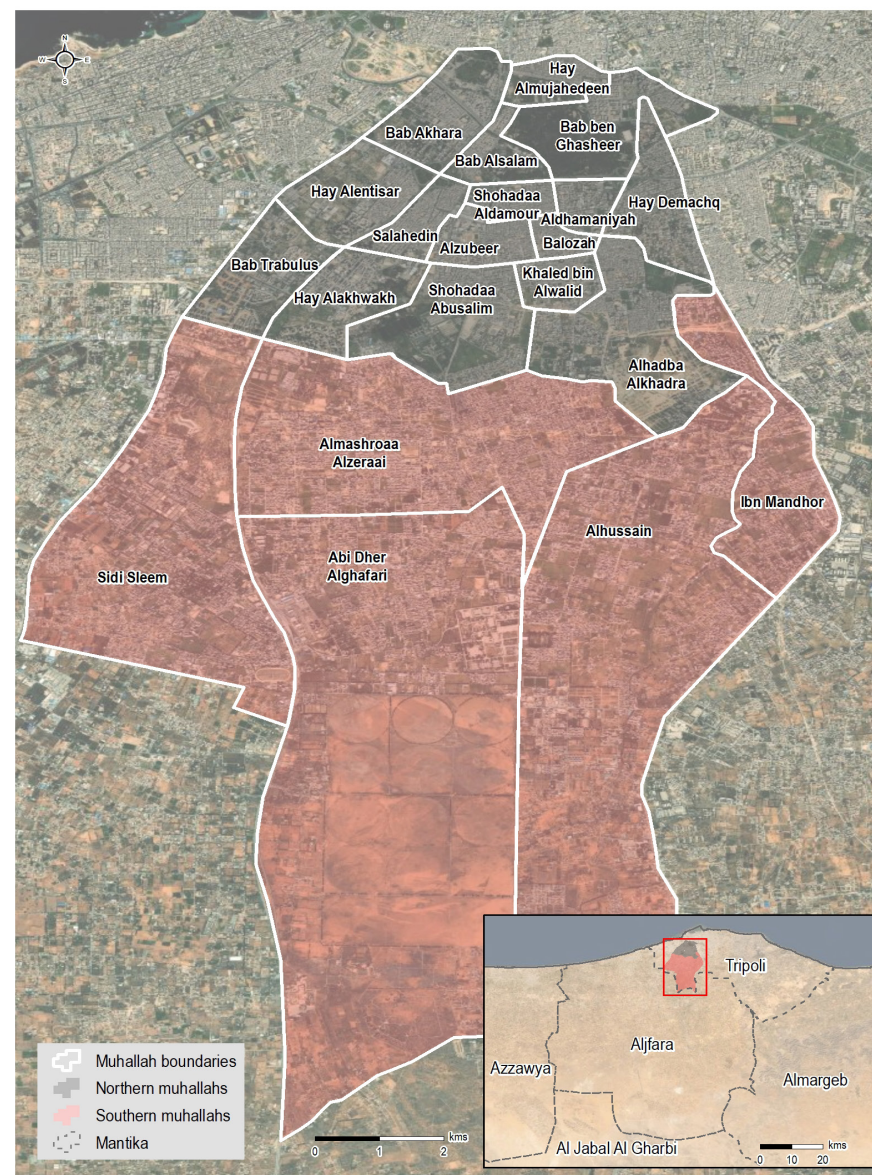 N
W
E
S
Hay
Almujahedeen
Bab Akhara
Bab ben
Ghasheer
Bab Alsalam
Hay Alentisar
Shohadaa
Aldamour
Aldhamaniyah
Hay Demachq
Salahedin
Alzubeer
Balozah
Bab Trabulus
Hay Alakhwakh
Shohadaa
Abusalim
Khaled bin
Alwalid
Alhadba
Alkhadra
Almashroaa
Alzeraai
Ibn Mandhor
Alhussain
Sidi Sleem
Abi Dher
Alghafari
Muhallah boundaries
Northern muhallahs
Southern muhallahs
Mantika
kms
0 1 2
Tripoli
Aljfara
Azzawya
Almargeb
Al Jabal Al Gharbi
kms
0 10 20